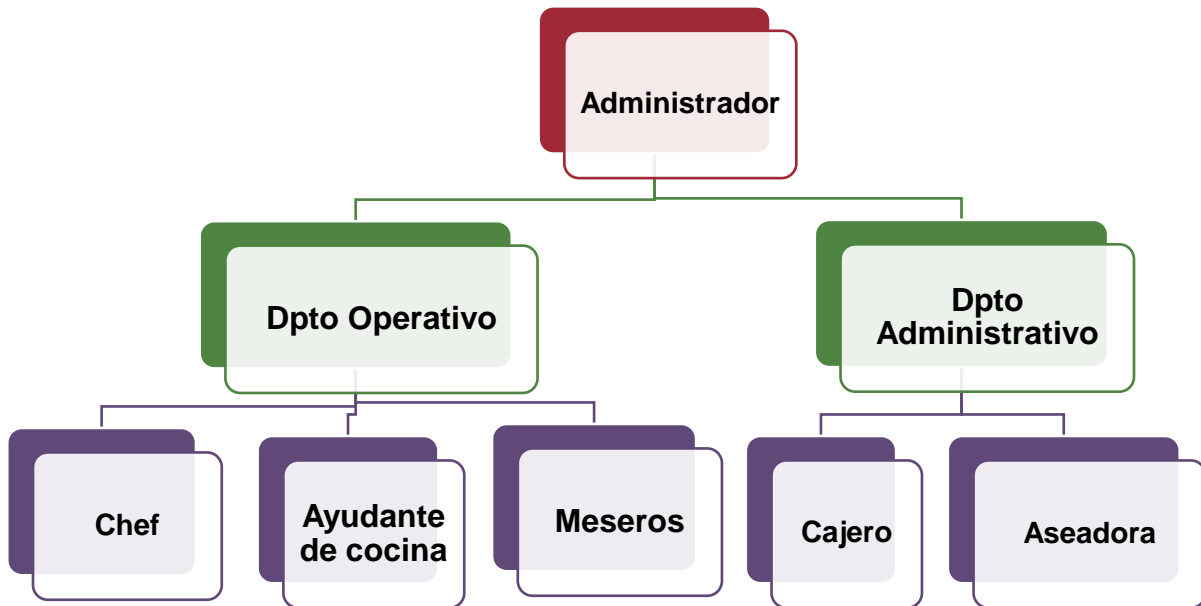 Administrador
Dpto Operativo
Dpto
Administrativo
Chef
Ayudante
de cocina
Meseros
Cajero
Aseadora